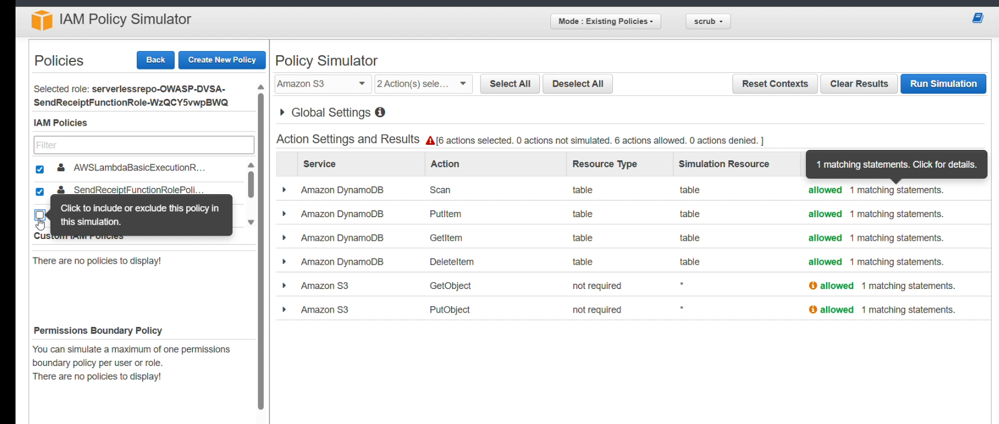 IAM Policy Simulator
Mode : Existing Policies
scrub
Policies
Back
Create New Policy
Selected role: serverlessrepo-OWASP-DVSA-
SendReceiptFunctionRole-WzQCY5vwpBWQ
IAM Policies
Filter
AWSLambdaBasicExecutionR...
SendReceiptFunctionRolePoli...
Click to include or exclude this policy in
this simulation.
Custom IAM Policies
There are no policies to display!
Permissions Boundary Policy
You can simulate a maximum of one permissions
boundary policy per user or role.
There are no policies to display!
Policy Simulator
Amazon S3
2 Action(s) sele...
Select All
Deselect All
Reset Contexts
Clear Results
Run Simulation
Global Settings
Action Settings and Results [6 actions selected. 0 actions not simulated. 6 actions allowed. 0 actions denied. ]
Service Action Resource Type Simulation Resource
1 matching statements. Click for details.
Amazon DynamoDB Scan table table allowed 1 matching statements.
Amazon DynamoDB PutItem table table allowed 1 matching statements.
Amazon DynamoDB GetItem table table allowed 1 matching statements.
Amazon DynamoDB DeleteItem table table allowed 1 matching statements.
Amazon S3 GetObject not required * allowed 1 matching statements.
Amazon S3 PutObject not required * allowed 1 matching statements.